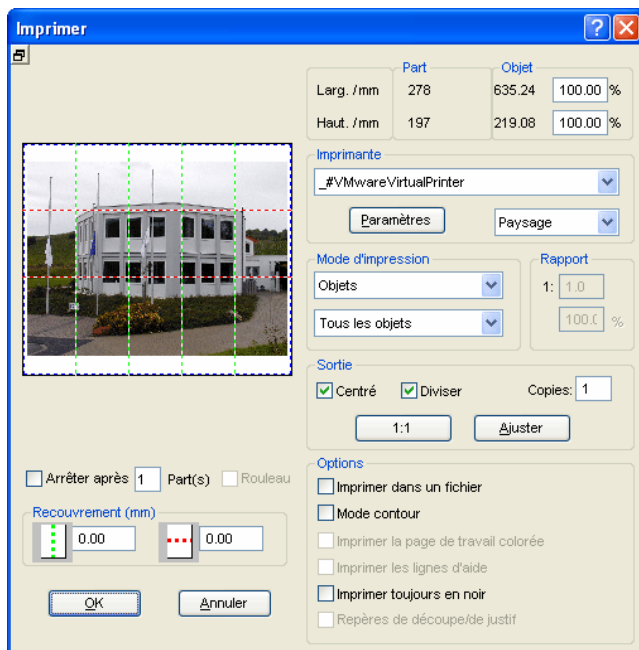 Imprimer
Part Objet
Larg. /mm 278 635.24 100.00 %
Haut. /mm 197 219.08 100.00 %
Imprimante
_#VMwareVirtualPrinter
Paramètres Paysage
Mode d'impression Rapport
Objets 1: 1.0
Tous les objets 100.( %
Sortie
Centré Diviser Copies: 1
1:1 Ajuster
Arrêter après 1 Part(s) Rouleau
Recouvrement (mm)
0.00 0.00
OK Annuler
Options
Imprimer dans un fichier
Mode contour
Imprimer la page de travail colorée
Imprimer les lignes d'aide
Imprimer toujours en noir
Repères de découpe/de justif